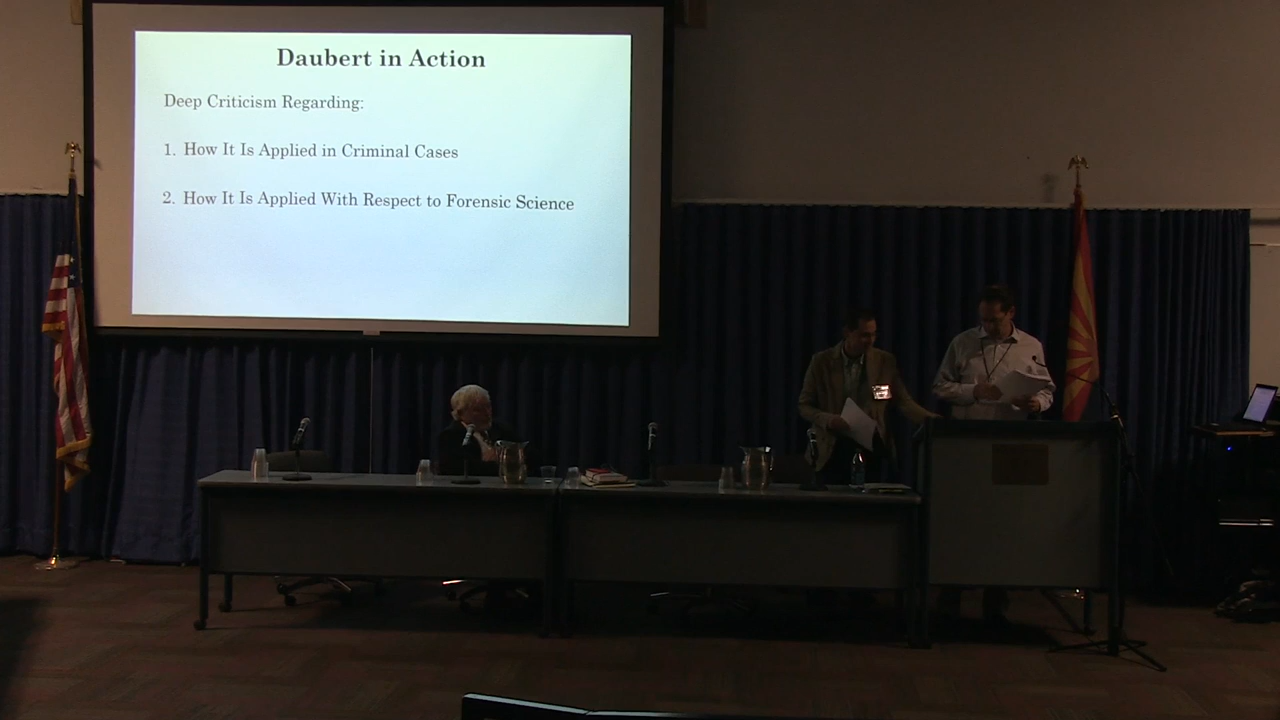 Daubert in Action
Deep Criticism Regarding:
1. How It Is Applied in Criminal Cases
2. How It Is Applied With Respect to Forensic Science